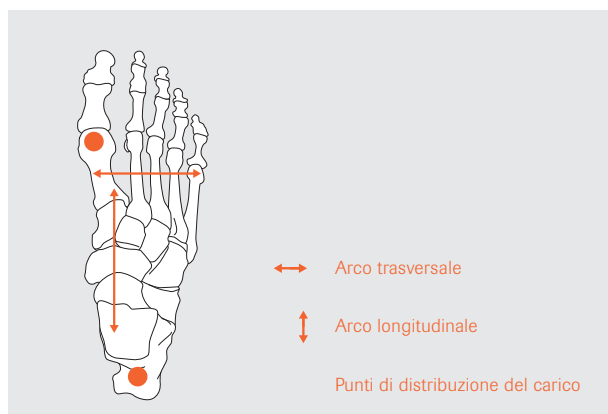 Arco trasversale
Arco longitudinale
Punti di distribuzione del carico